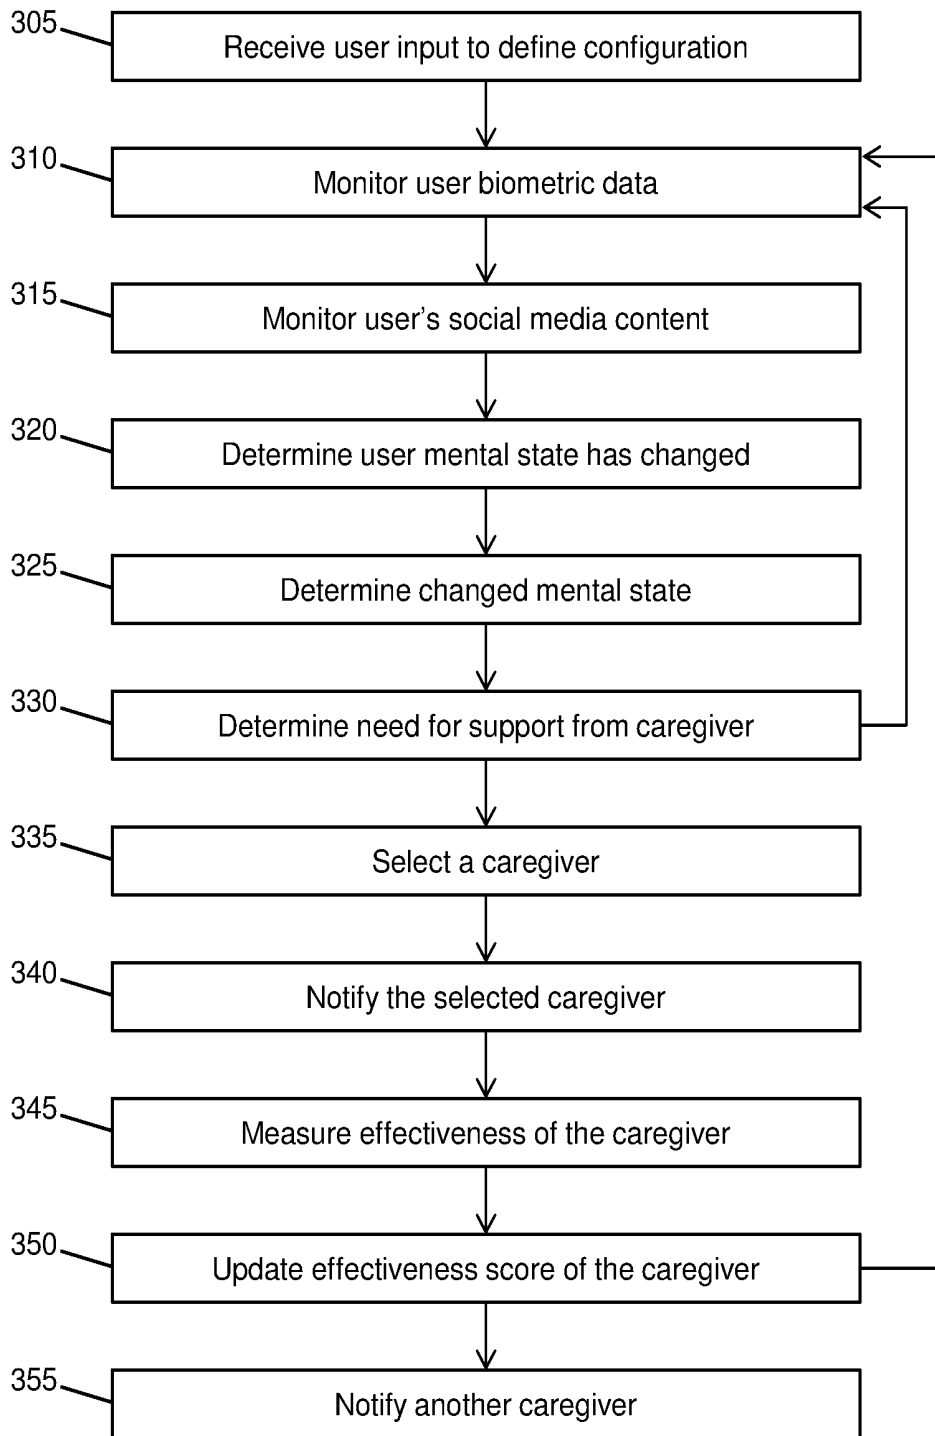 305
Receive user input to define configuration
310
Monitor user biometric data
315
Monitor user's social media content
320
Determine user mental state has changed
325
Determine changed mental state
330
Determine need for support from caregiver
335
Select a caregiver
340
Notify the selected caregiver
345
Measure effectiveness of the caregiver
350
Update effectiveness score of the caregiver
355
Notify another caregiver